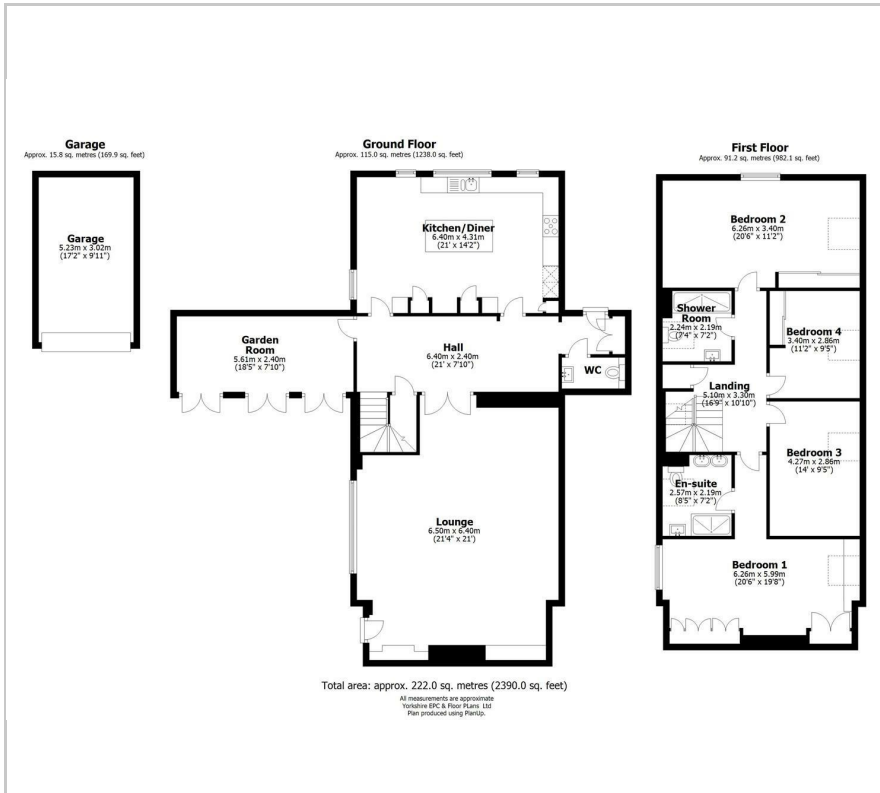 Garage
Approx. 15.8 sq. metres (169.9 sq. feet)
Garage
5.23m x 3.02m
(17'2" x 9'11")
Ground Floor
Approx. 115.0 sq. metres (1238.0 sq. feet)
Kitchen/Diner
6.40m x 4.31m
(21' x 14'2")
Garden
Room
5.61m x 2.40m
(18'5" x 7'10")
Hall
6.40m x 2.40m
(21' x 7'10")
WC
Lounge
6.50m x 6.40m
(21'4" x 21')
First Floor
Approx. 91.2 sq. metres (982.1 sq. feet)
Bedroom 2
6.26m x 3.40m
(20'6" x 11'2")
Shower
Room
2.24m x 2.19m
(7'4" x 7'2")
Bedroom 4
3.40m x 2.86m
(11'2" x 9'5")
Landing
5.10m x 3.30m
(16'9" x 10'10")
Bedroom 3
4.27m x 2.86m
(14' x 9'5")
En-suite
2.57m x 2.19m
(8'5" x 7'2")
Bedroom 1
6.26m x 5.99m
(20'6" x 19'8")
Total area: approx. 222.0 sq. metres (2390.0 sq. feet)
All measurements are approximate
Yorkshire EPC & Floor PLans Ltd
Plan produced using PlanUp.